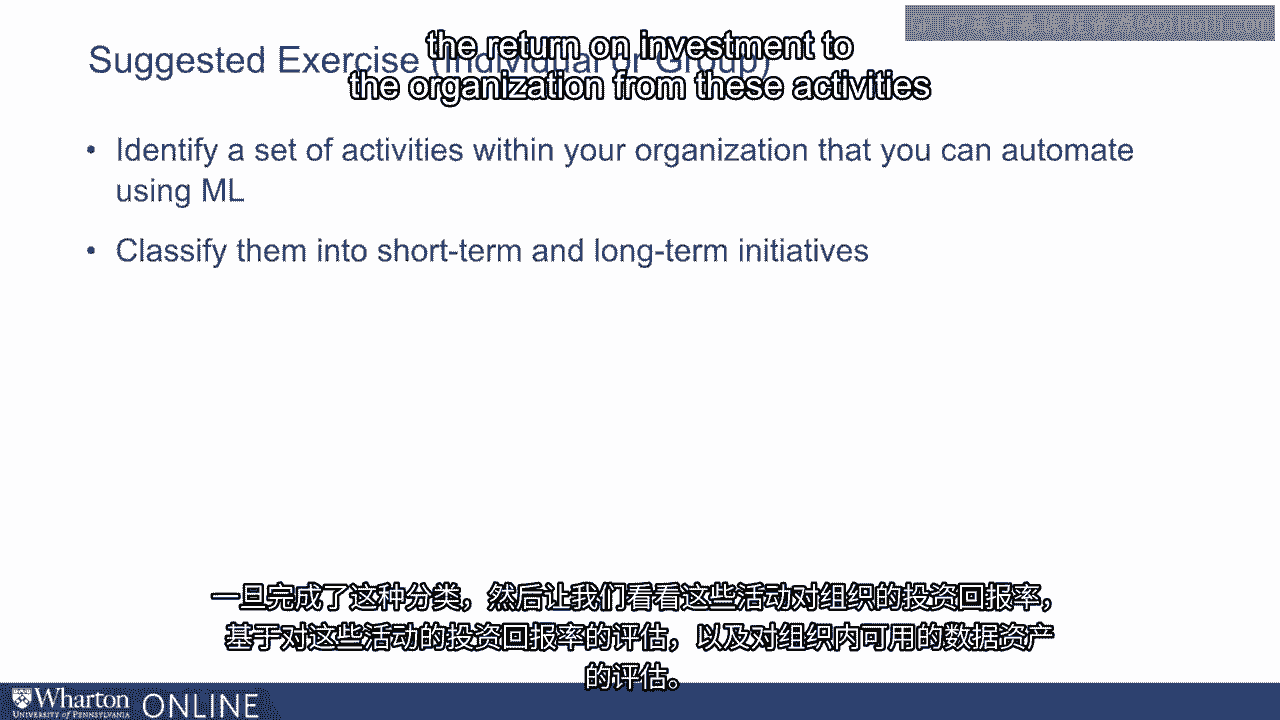 the return on investment to
Suggested Exercise (Individual or Group)
the organization from these activities
• Identify a set of activities within your organization that you can automate
using ML
• Classify them into short-term and long-term initiatives
一旦完成了这种分类，然后让我们看看这些活动对组织的投资回报率，
基于对这些活动的投资回报率的评估，以及对组织内可用的数据资产
的评估。
Wharton ONLINE
UNIVERSITY of PENNSYLVANIA